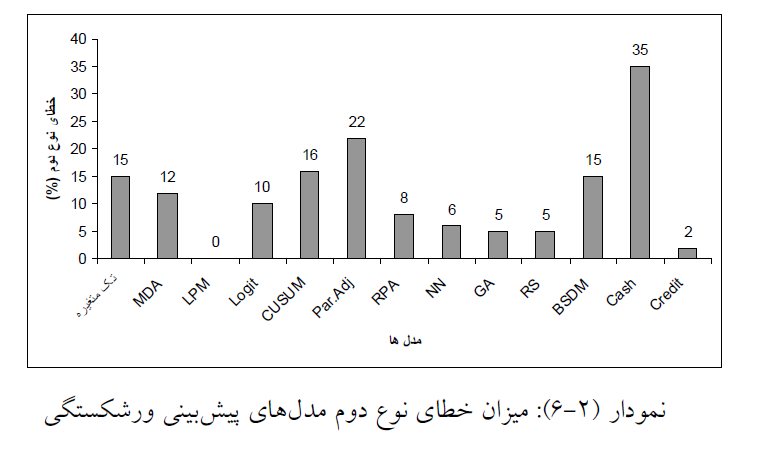 40
35
30
25
20
15
10
5
0
خطای نوع دوم (%)
15
12
0
10
16
22
8
6
5
5
15
35
2
تک متغیره
MDA
LPM
Logit
CUSUM
Par.Adj
RPA
NN
GA
RS
BSDM
Cash
Credit
مدل ها
نمودار (۲-۶): میزان خطای نوع دوم مدل‌های پیش‌بینی ورشکستگی